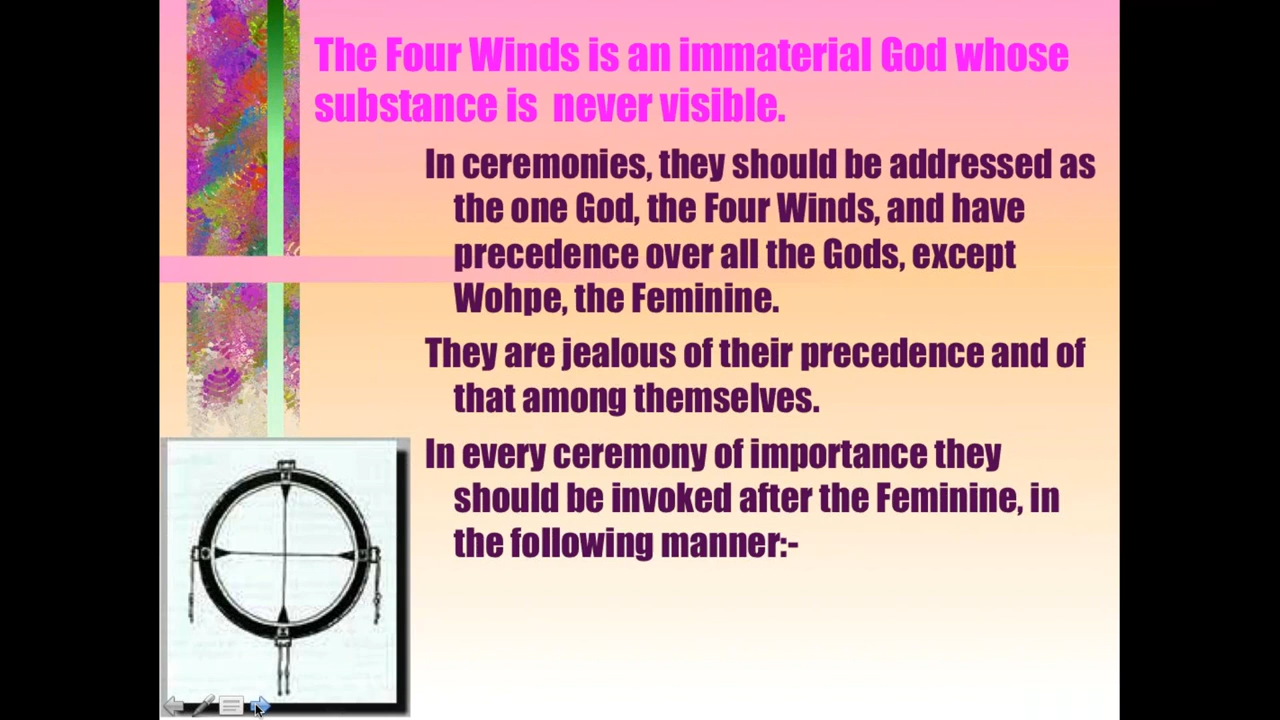 The Four Winds is an immaterial God whose
substance is  never visible.
In ceremonies, they should be addressed as
the one God, the Four Winds, and have
precedence over all the Gods, except
Wohpe, the Feminine.
They are jealous of their precedence and of
that among themselves.
In every ceremony of importance they
should be invoked after the Feminine, in
the following manner:-